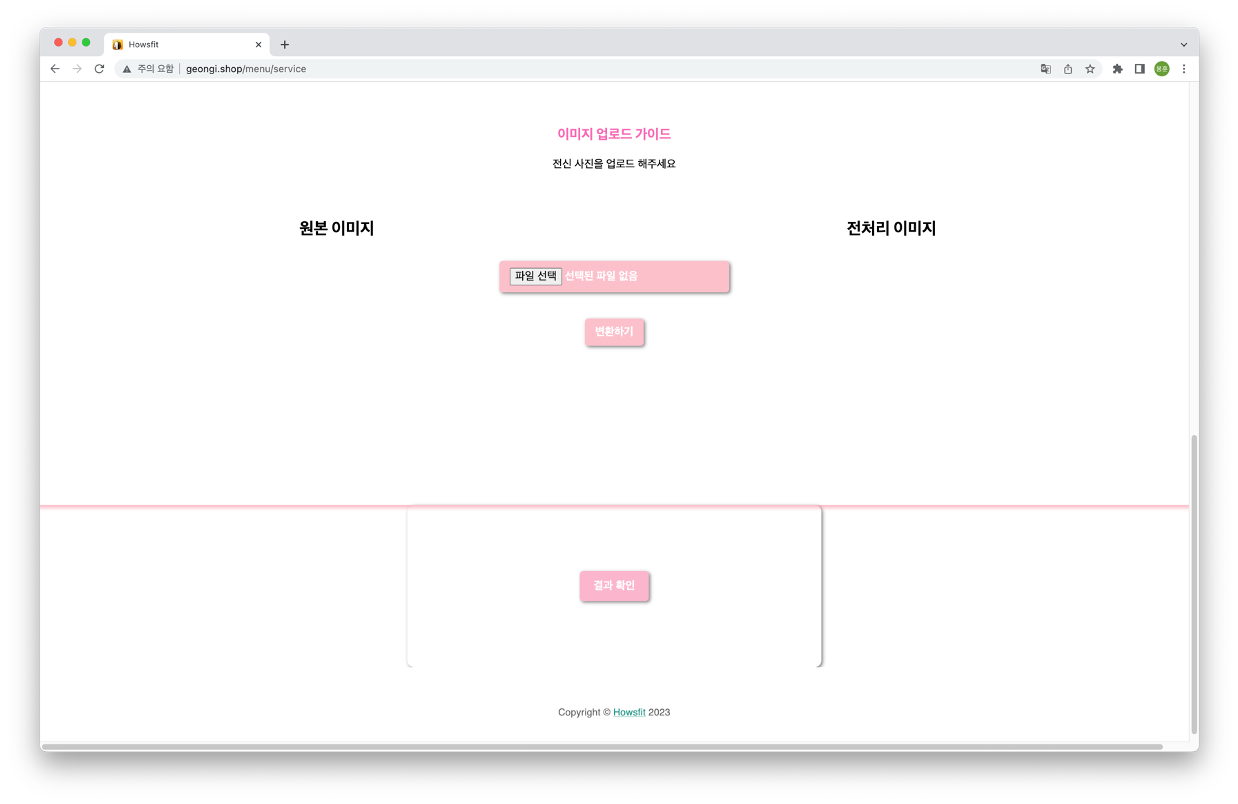 Howsfit
주의 요함 | geongi.shop/menu/service
이미지 업로드 가이드
전신 사진을 업로드 해주세요
원본 이미지
전처리 이미지
파일 선택 선택된 파일 없음
변환하기
결과 확인
Copyright © Howsfit 2023